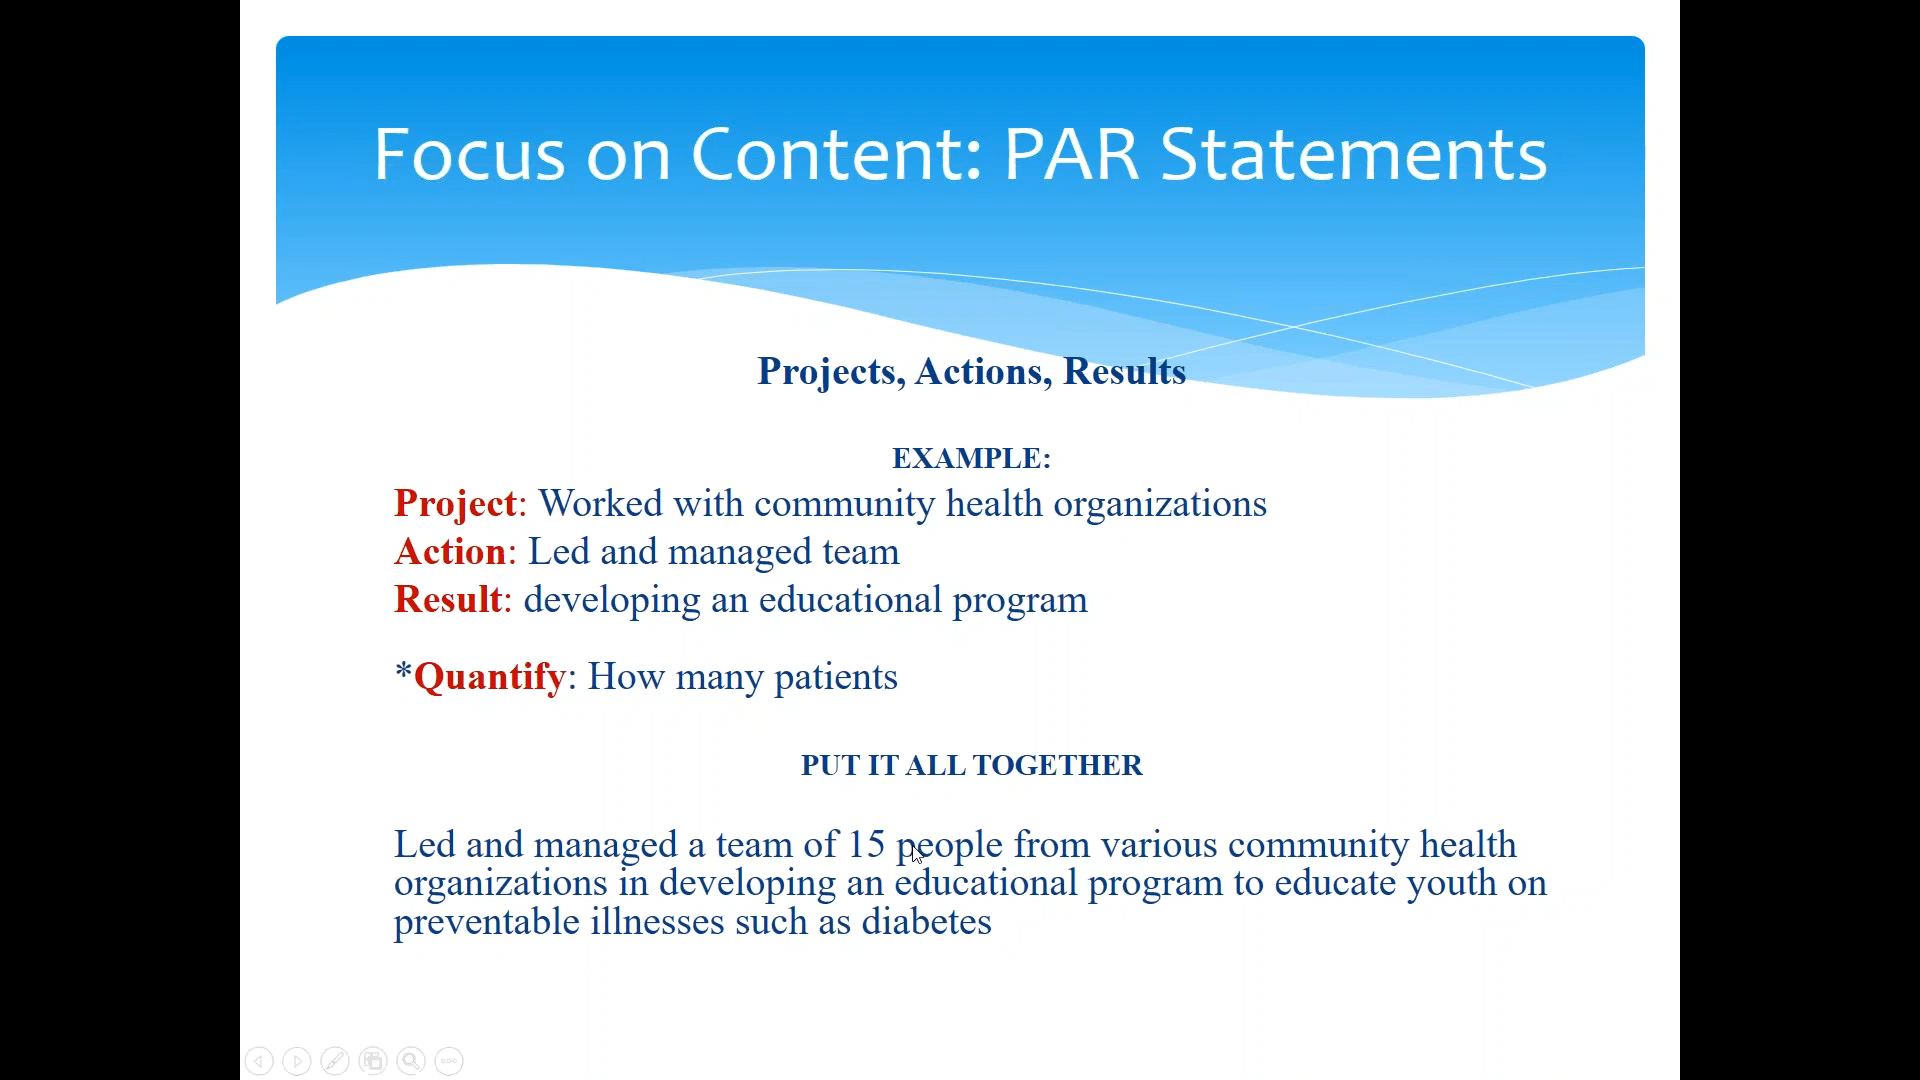 Focus on Content: PAR Statements
Projects, Actions, Results
EXAMPLE:
Project: Worked with community health organizations
Action: Led and managed team
Result: developing an educational program
*Quantify: How many patients
PUT IT ALL TOGETHER
Led and managed a team of 15 people from various community health
organizations in developing an educational program to educate youth on
preventable illnesses such as diabetes